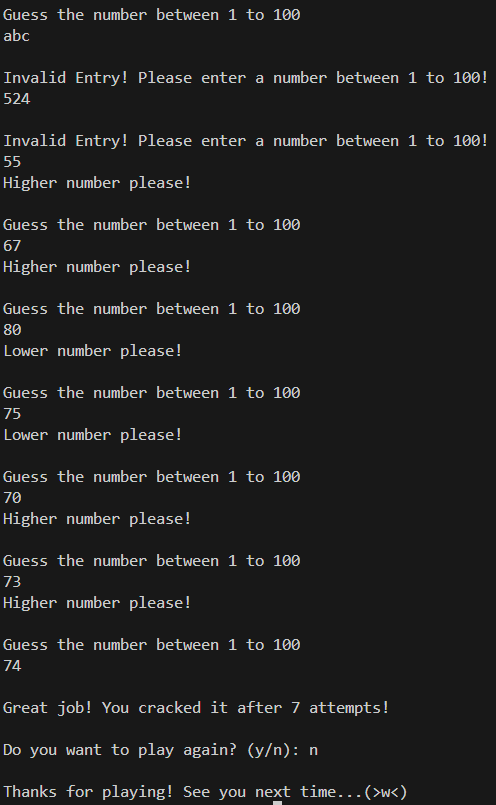 Guess the number between 1 to 100
abc
Invalid Entry! Please enter a number between 1 to 100!
524
Invalid Entry! Please enter a number between 1 to 100!
55
Higher number please!
Guess the number between 1 to 100
67
Higher number please!
Guess the number between 1 to 100
80
Lower number please!
Guess the number between 1 to 100
75
Lower number please!
Guess the number between 1 to 100
70
Higher number please!
Guess the number between 1 to 100
73
Higher number please!
Guess the number between 1 to 100
74
Great job! You cracked it after 7 attempts!
Do you want to play again? (y/n): n
Thanks for playing! See you next time...(>w<)